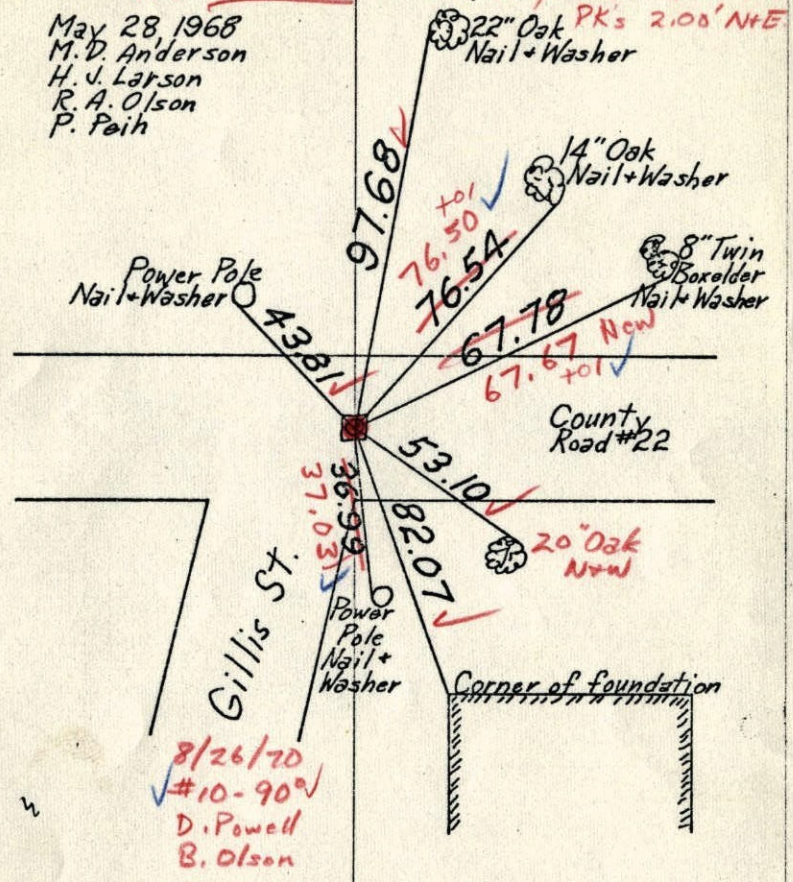 May 28, 1968
M. D. Anderson
H. J. Larson
R. A. Olson
P. Peih
22" Oak
Nail + Washer
PK's 2.00' N+E
97.68
14" Oak
Nail + Washer
+01
76.50
76.54
8" Twin
Boxelder
Nail + Washer
67.78
67.67 New
+01
Power Pole
Nail + Washer
43.81
County
Road #22
53.10
20" Oak
N+W
36.99
37.03
82.07
Power
Pole
Nail +
Washer
Gillis St.
Corner of foundation
8/26/70
#10-90°
D. Powell
B. Olson